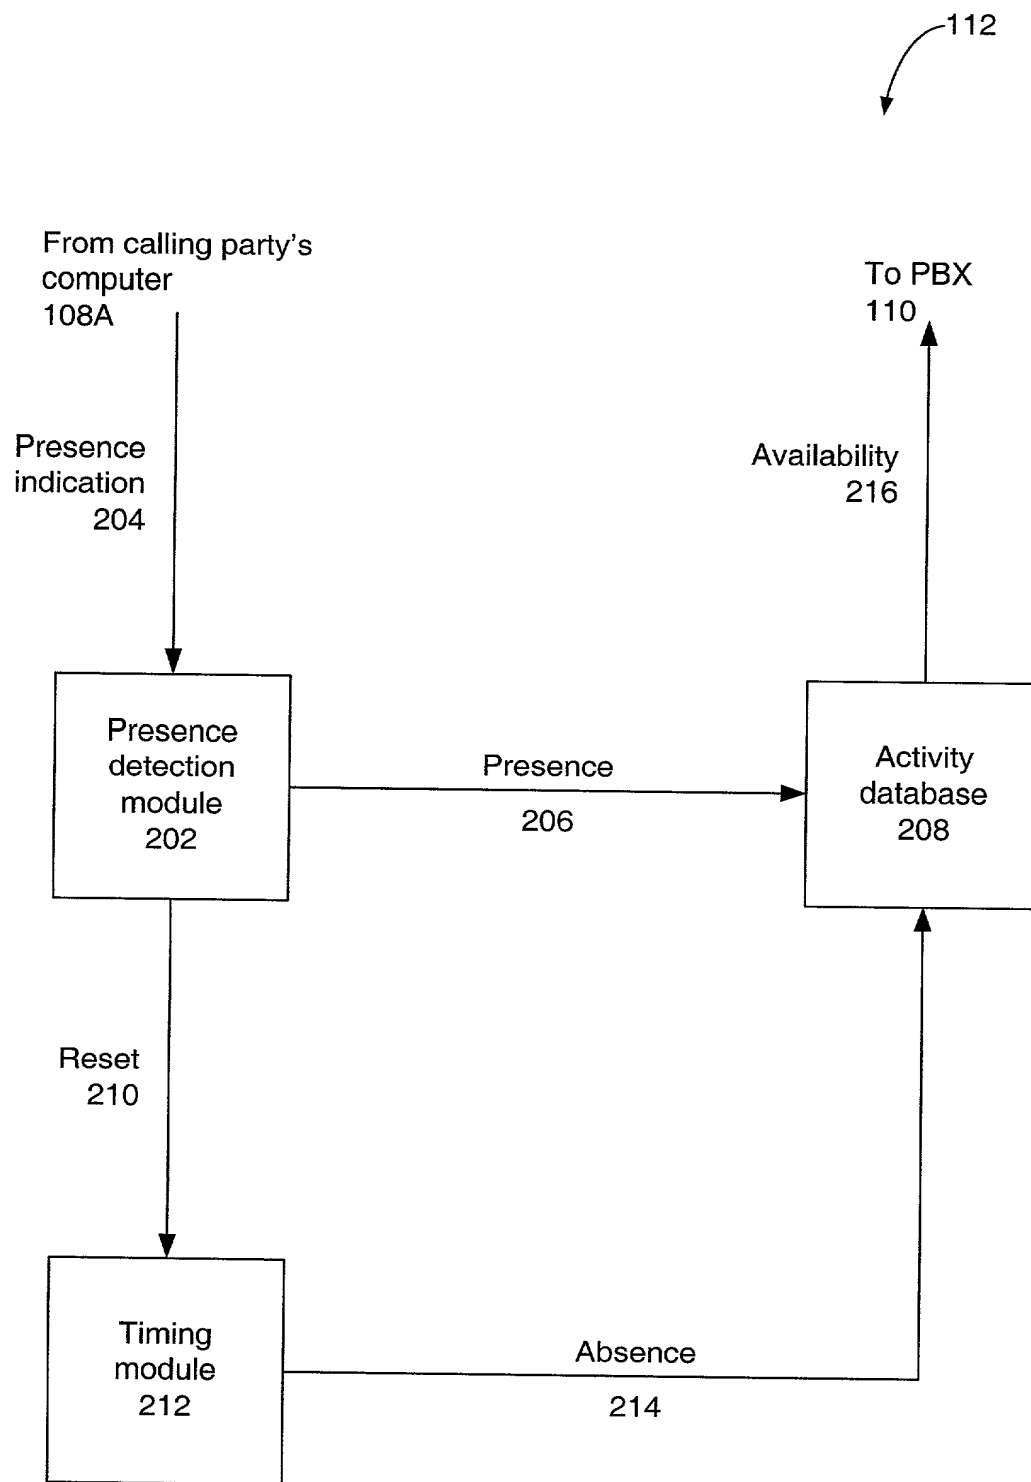 112
From calling party's
computer
108A
To PBX
110
Presence
indication
204
Availability
216
Presence
detection
module
202
Presence
206
Activity
database
208
Reset
210
Timing
module
212
Absence
214